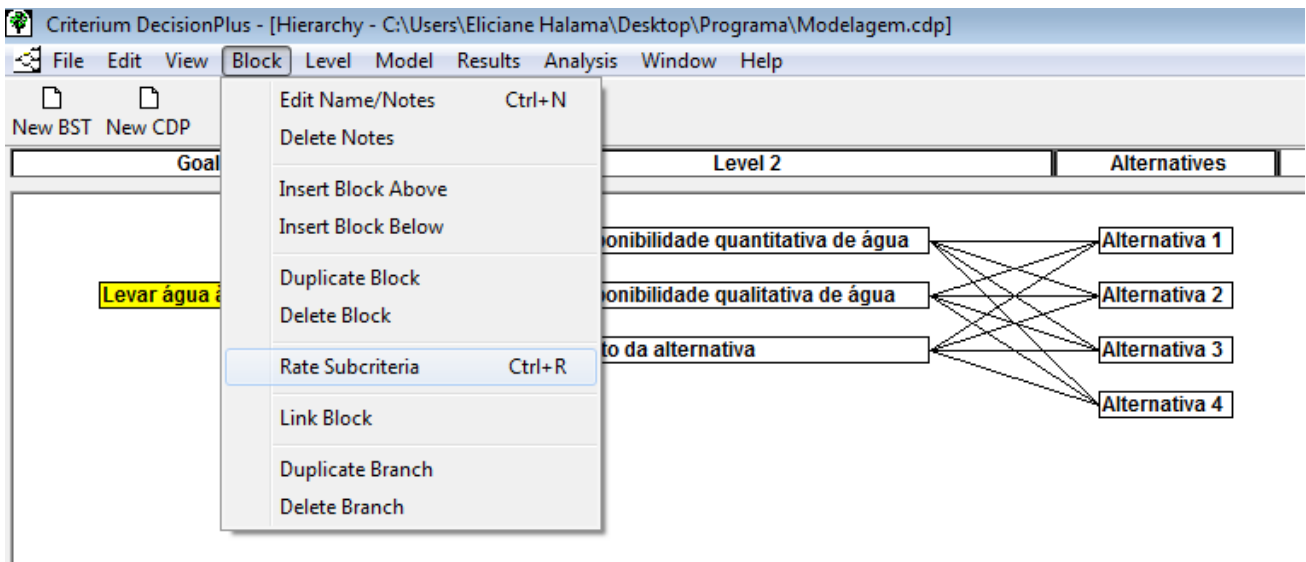 Criterium DecisionPlus - [Hierarchy - C:\Users\Eliciane Halama\Desktop\Programa\Modelagem.cdp]
File Edit View Block Level Model Results Analysis Window Help
New BST New CDP
Goal Level 2 Alternatives
Edit Name/Notes Ctrl+N
Delete Notes
Insert Block Above
Insert Block Below
Duplicate Block
Delete Block
Rate Subcriteria Ctrl+R
Link Block
Duplicate Branch
Delete Branch
Levar água
onibilidade quantitativa de água
onibilidade qualitativa de água
to da alternativa
Alternativa 1
Alternativa 2
Alternativa 3
Alternativa 4